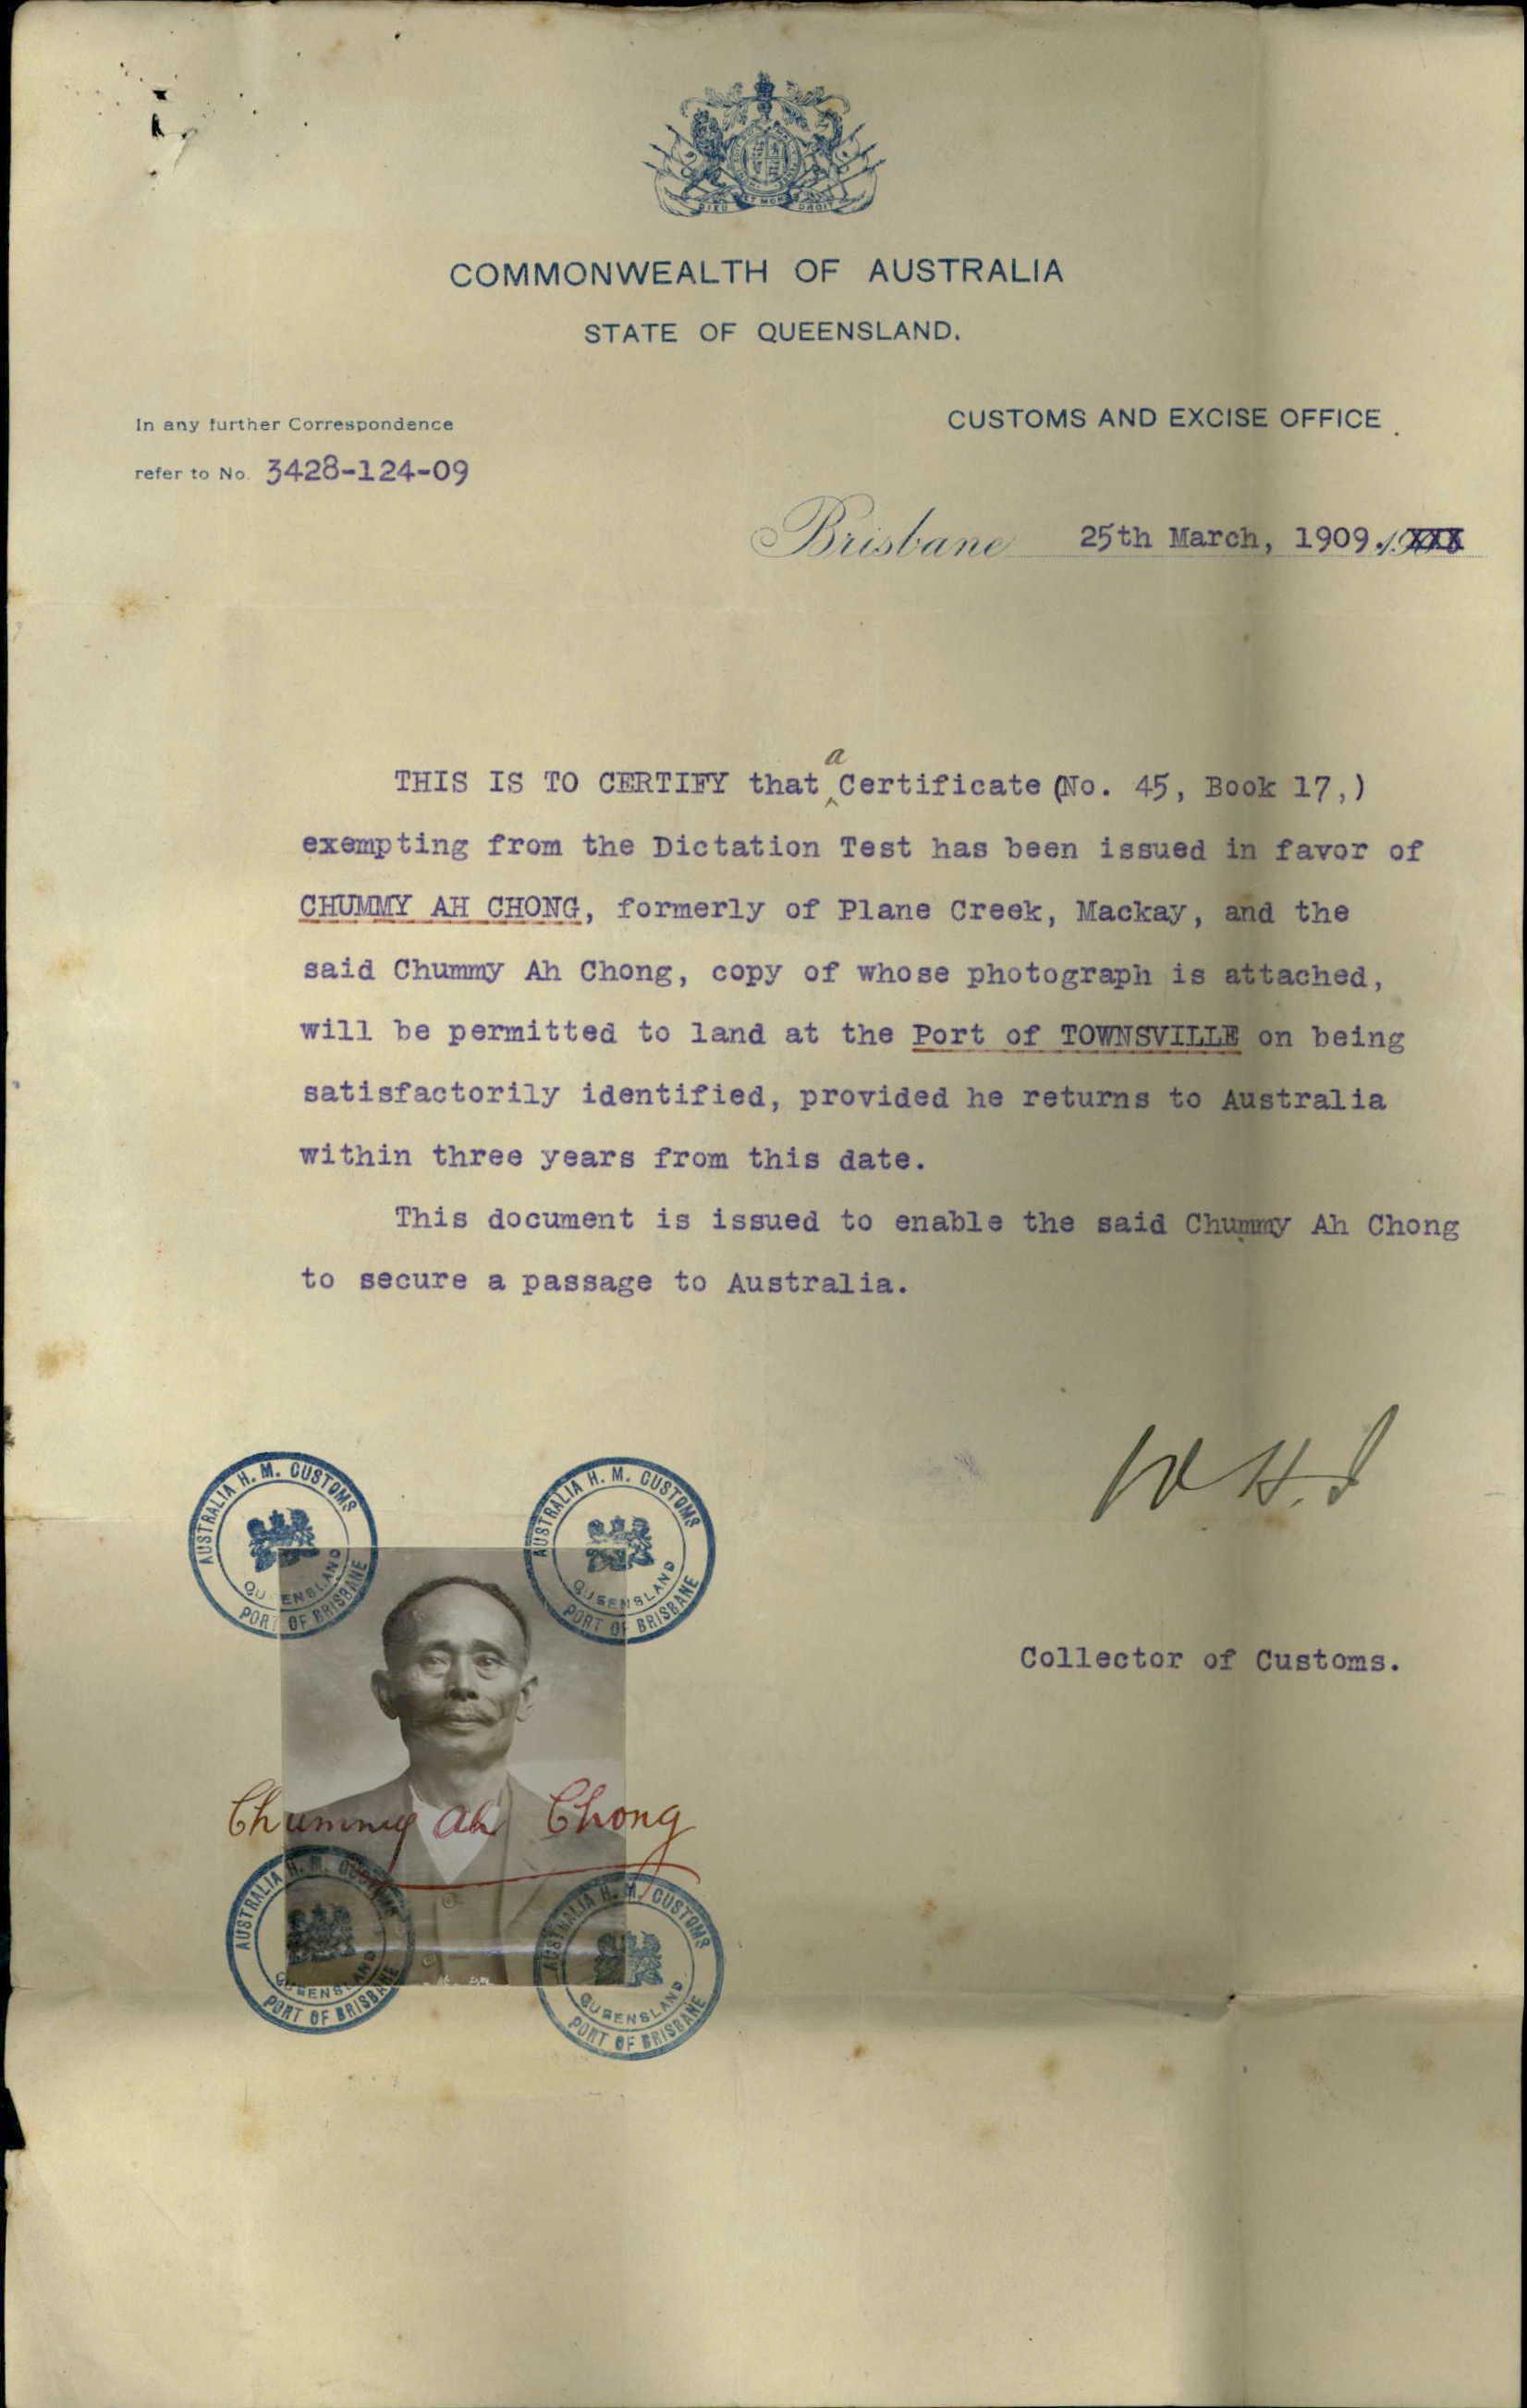 DIEU ET MON DROIT
COMMONWEALTH OF AUSTRALIA
STATE OF QUEENSLAND.
In any further Correspondence
refer to No. 3428-124-09
CUSTOMS AND EXCISE OFFICE.
Brisbane 25th March, 1909.
THIS IS TO CERTIFY that a Certificate (No. 45, Book 17,)
exempting from the Dictation Test has been issued in favor of
CHUMMY AH CHONG, formerly of Plane Creek, Mackay, and the
said Chummy Ah Chong, copy of whose photograph is attached,
will be permitted to land at the Port of TOWNSVILLE on being
satisfactorily identified, provided he returns to Australia
within three years from this date.
This document is issued to enable the said Chummy Ah Chong
to secure a passage to Australia.
Collector of Customs.
AUSTRALIA H. M. CUSTOMS
QUEENSLAND
PORT OF BRISBANE
AUSTRALIA H. M. CUSTOMS
QUEENSLAND
PORT OF BRISBANE
Chummy Ah Chong
AUSTRALIA H. M. CUSTOMS
QUEENSLAND
PORT OF BRISBANE
AUSTRALIA H. M. CUSTOMS
QUEENSLAND
PORT OF BRISBANE